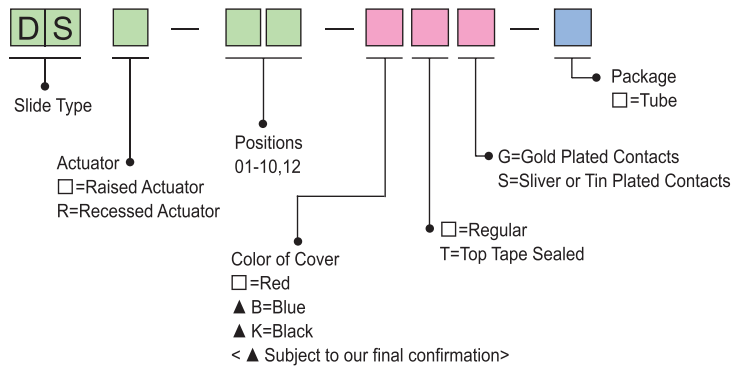 DS
Slide Type
Actuator
□=Raised Actuator
R=Recessed Actuator
Positions
01-10,12
Color of Cover
□=Red
▲ B=Blue
▲ K=Black
< ▲ Subject to our final confirmation>
□=Regular
T=Top Tape Sealed
G=Gold Plated Contacts
S=Sliver or Tin Plated Contacts
Package
□=Tube